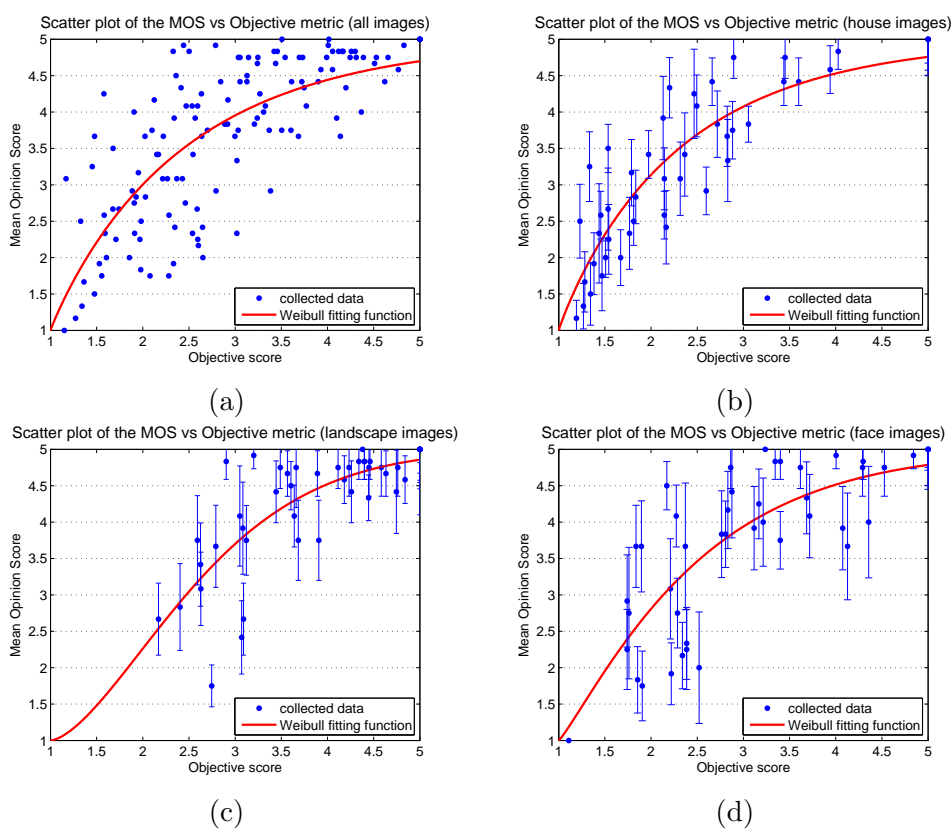 Scatter plot of the MOS vs Objective metric (all images)
5
4.5
4
3.5
3
2.5
2
1.5
1
Mean Opinion Score
collected data
Weibull fitting function
1 1.5 2 2.5 3 3.5 4 4.5 5
Objective score
(a)
Scatter plot of the MOS vs Objective metric (house images)
5
4.5
4
3.5
3
2.5
2
1.5
1
Mean Opinion Score
collected data
Weibull fitting function
1 1.5 2 2.5 3 3.5 4 4.5 5
Objective score
(b)
Scatter plot of the MOS vs Objective metric (landscape images)
5
4.5
4
3.5
3
2.5
2
1.5
1
Mean Opinion Score
collected data
Weibull fitting function
1 1.5 2 2.5 3 3.5 4 4.5 5
Objective score
(c)
Scatter plot of the MOS vs Objective metric (face images)
5
4.5
4
3.5
3
2.5
2
1.5
1
Mean Opinion Score
collected data
Weibull fitting function
1 1.5 2 2.5 3 3.5 4 4.5 5
Objective score
(d)